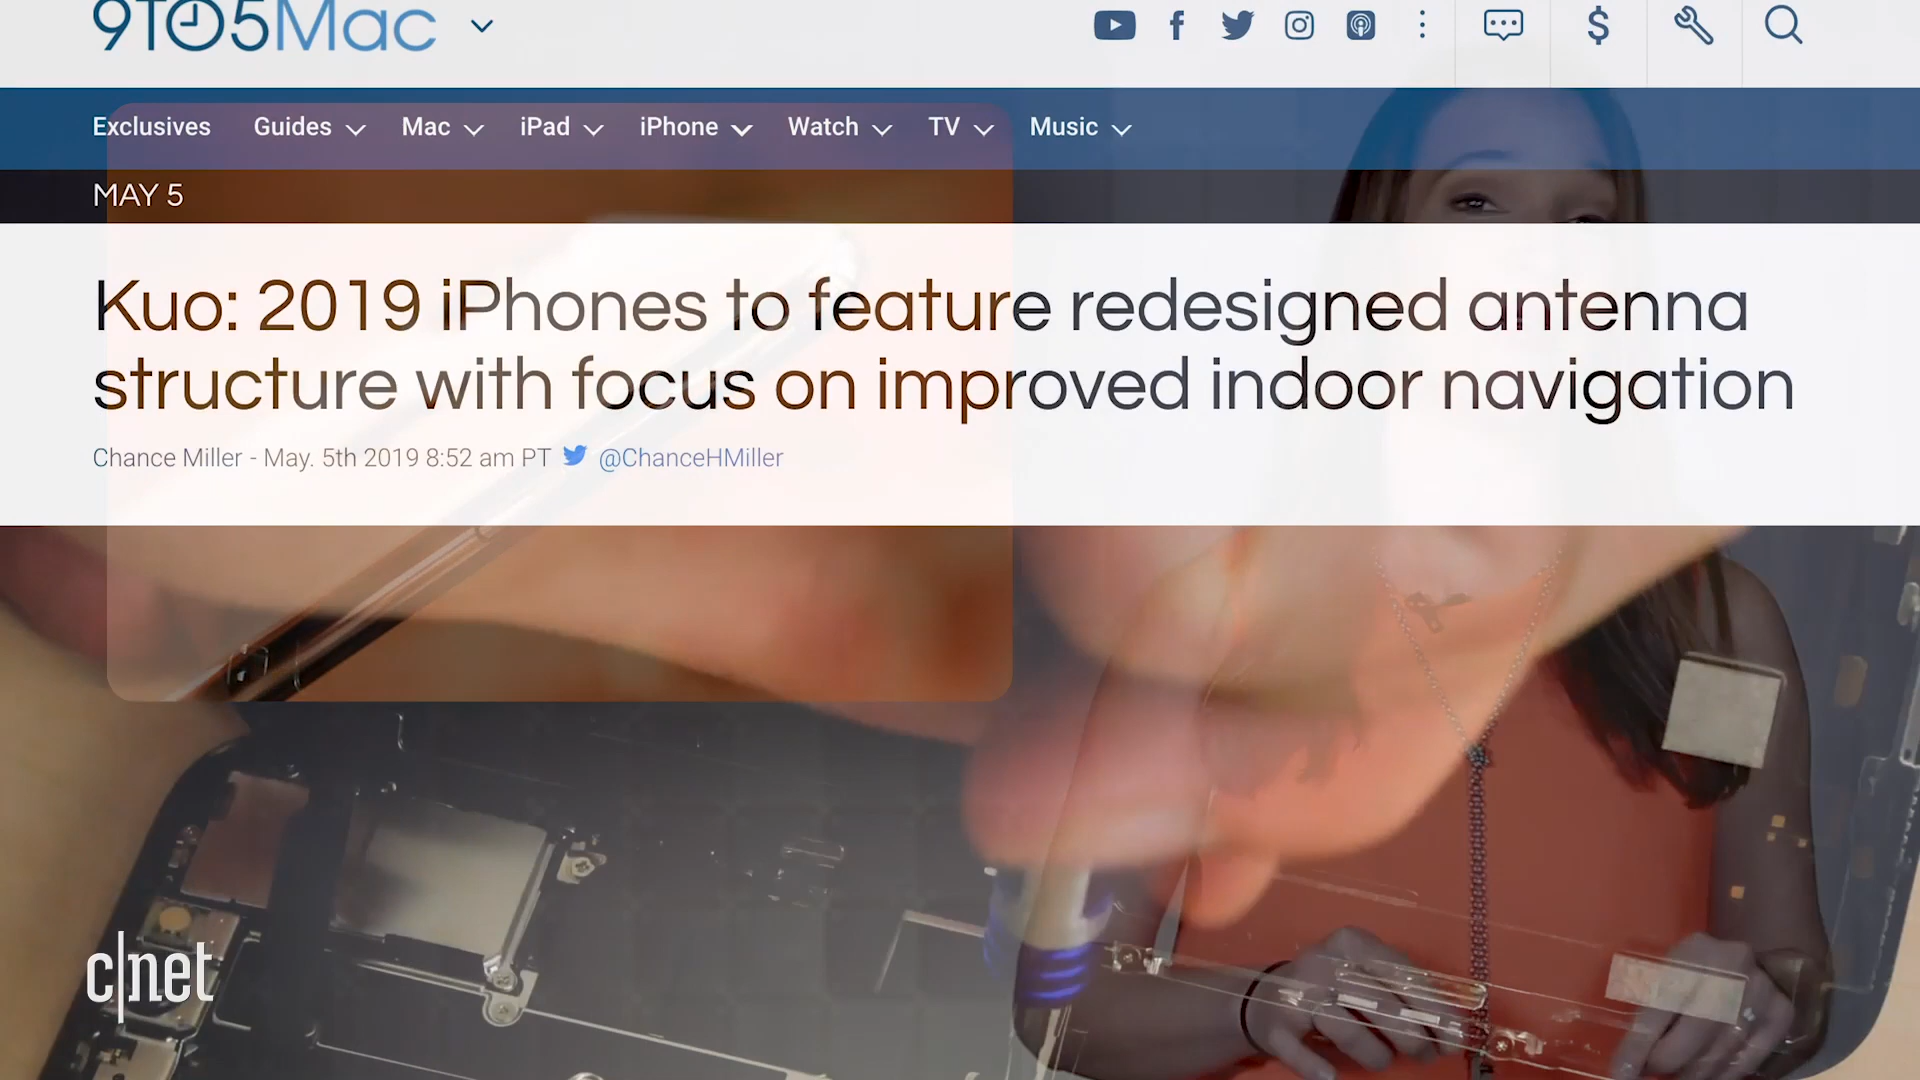 9TO5Mac
Exclusives Guides Mac iPad iPhone Watch TV Music
MAY 5
Kuo: 2019 iPhones to feature redesigned antenna
structure with focus on improved indoor navigation
Chance Miller - May. 5th 2019 8:52 am PT @ChanceHMiller
c|net